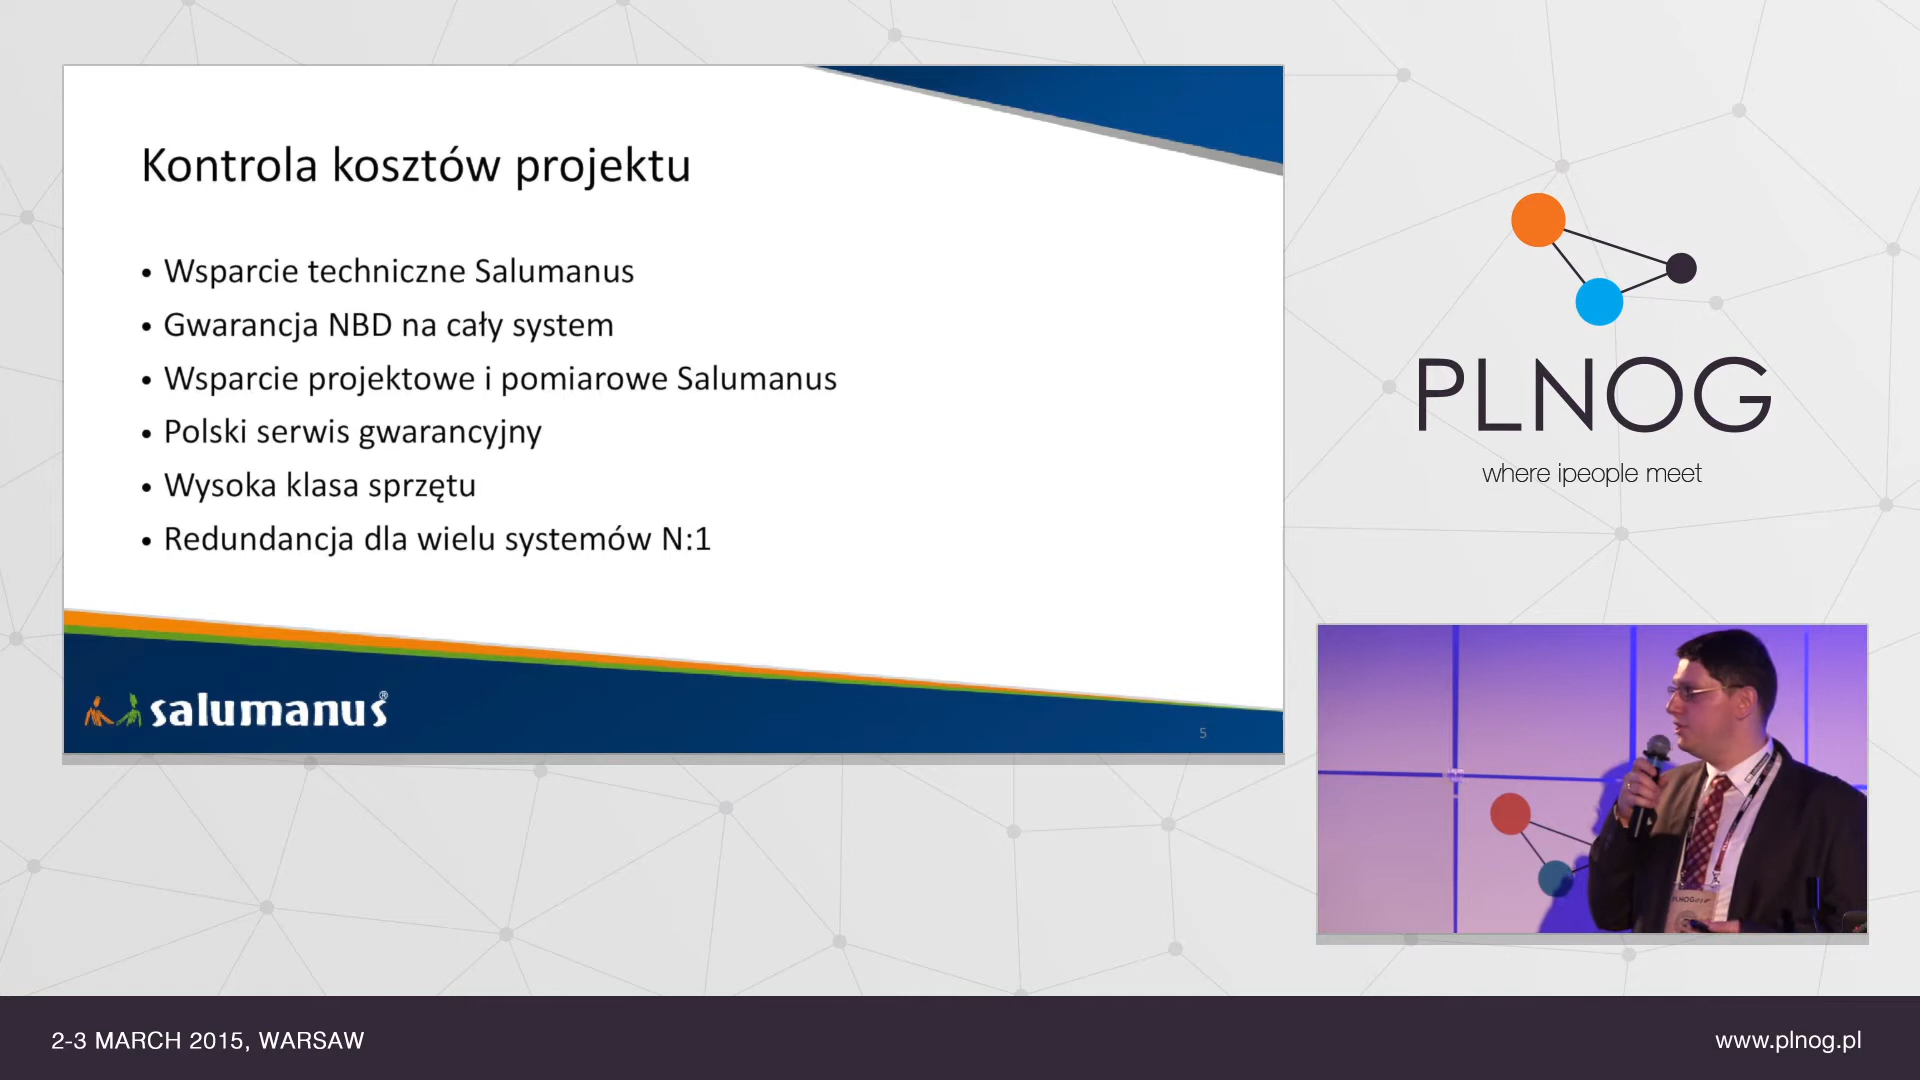 Kontrola kosztów projektu
• Wsparcie techniczne Salumanus
• Gwarancja NBD na cały system
• Wsparcie projektowe i pomiarowe Salumanus
• Polski serwis gwarancyjny
• Wysoka klasa sprzętu
• Redundancja dla wielu systemów N:1
salumanus®
5
PLNOG
where ipeople meet
PLNOG
2-3 MARCH 2015, WARSAW
www.plnog.pl